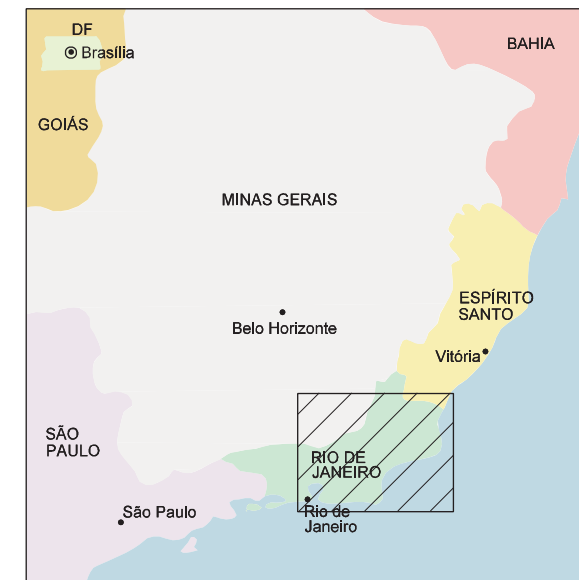 DF
Brasília
BAHIA
GOIÁS
MINAS GERAIS
ESPÍRITO
SANTO
Belo Horizonte
Vitória
SÃO
PAULO
RIO DE
JANEIRO
São Paulo
Rio de
Janeiro